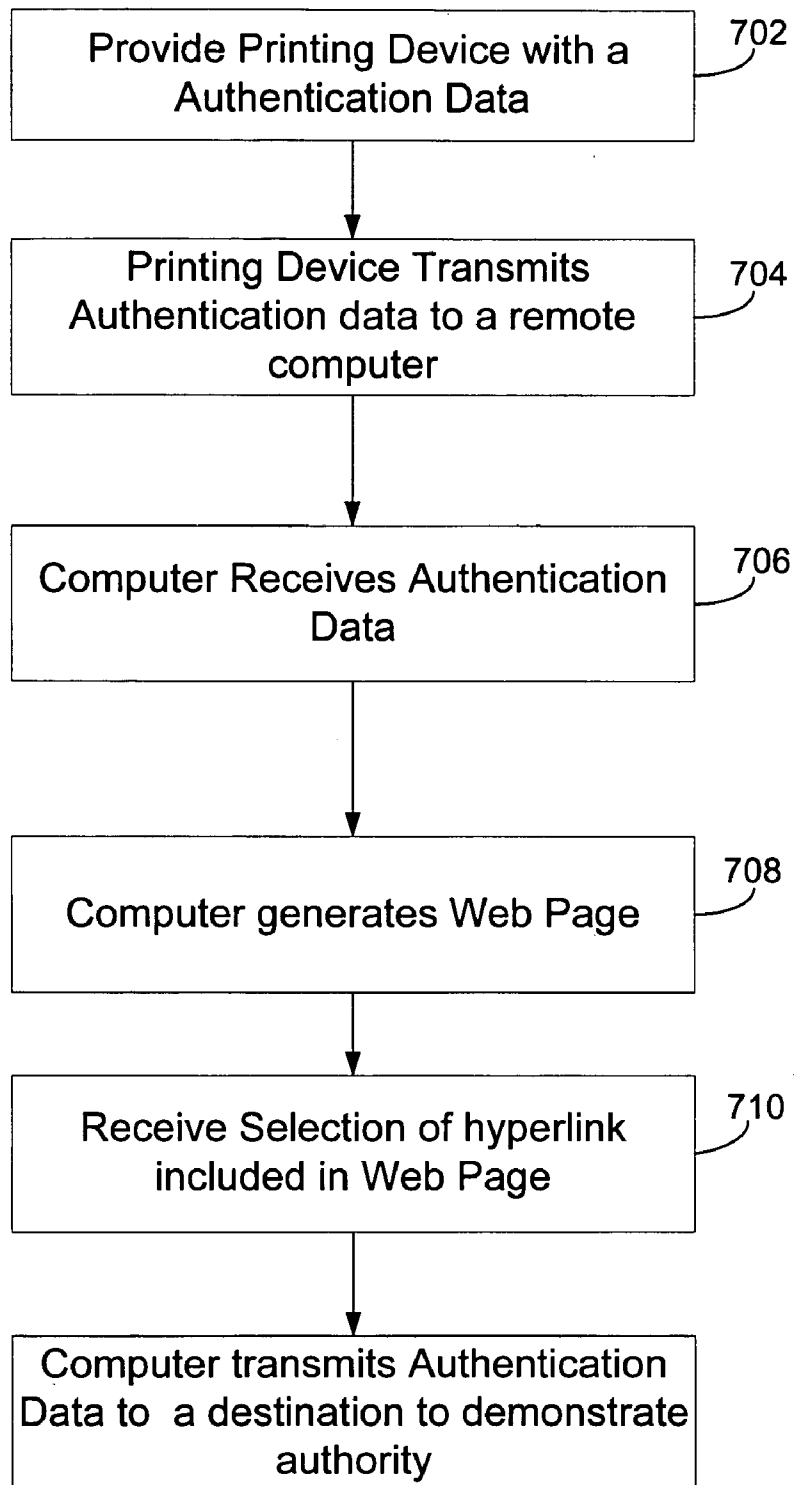 Provide Printing Device with a
Authentication Data
702
Printing Device Transmits
Authentication data to a remote
computer
704
Computer Receives Authentication
Data
706
Computer generates Web Page
708
Receive Selection of hyperlink
included in Web Page
710
Computer transmits Authentication
Data to a destination to demonstrate
authority